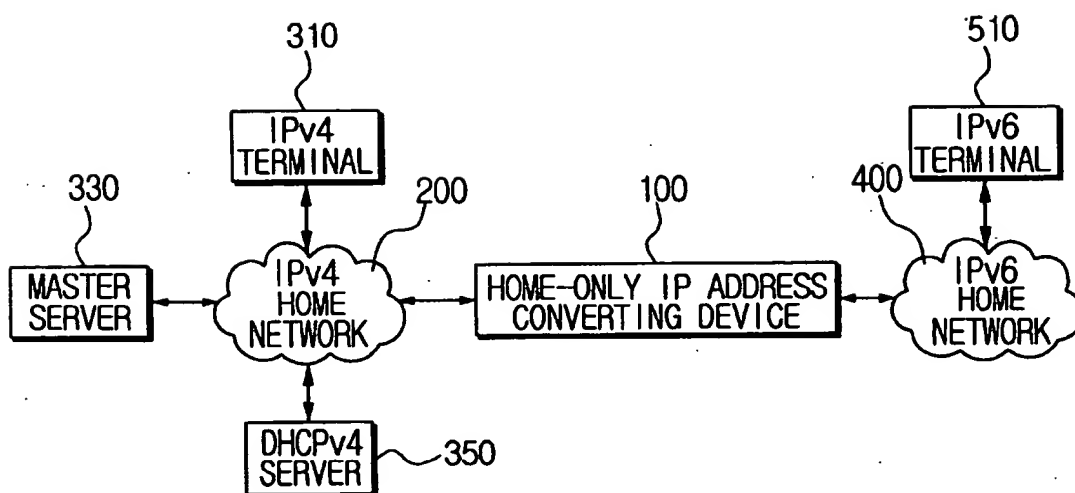 310
510
IPv4
TERMINAL
IPv6
TERMINAL
330
200
100
400
MASTER
SERVER
IPv4
HOME
NETWORK
HOME-ONLY IP ADDRESS
CONVERTING DEVICE
IPv6
HOME
NETWORK
DHCPv4
SERVER
350